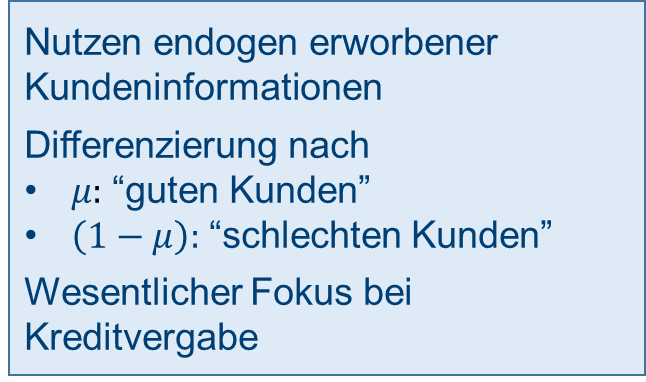 Nutzen endogen erworbener
Kundeninformationen
Differenzierung nach
• μ: “guten Kunden”
• (1 − μ): “schlechten Kunden”
Wesentlicher Fokus bei
Kreditvergabe